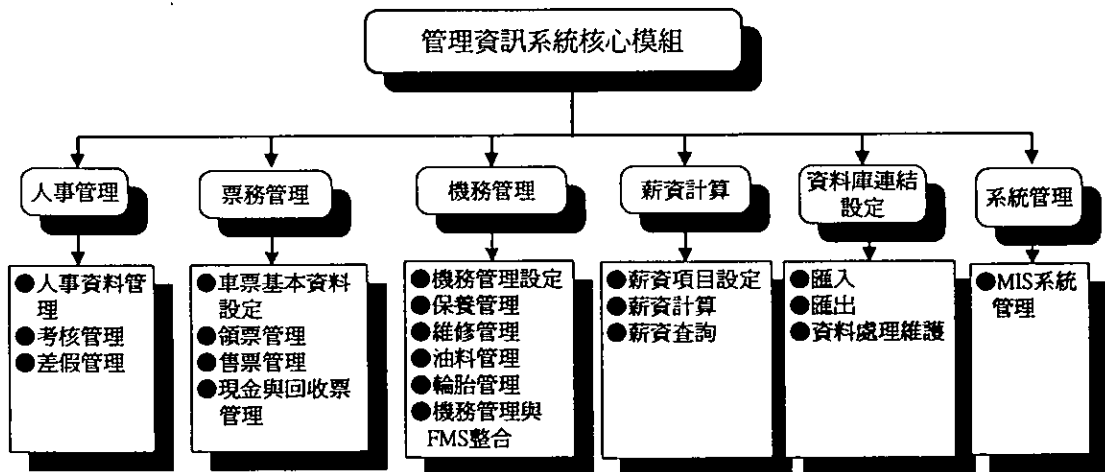 管理資訊系統核心模組
人事管理
票務管理
機務管理
薪資計算
資料庫連結
設定
系統管理
●人事資料管
理
●考核管理
●差假管理
●車票基本資料
設定
●領票管理
●售票管理
●現金與回收票
管理
●機務管理設定
●保養管理
●維修管理
●油料管理
●輪胎管理
●機務管理與
FMS整合
●薪資項目設定
●薪資計算
●薪資查詢
●匯入
●匯出
●資料處理維護
●MIS系統
管理